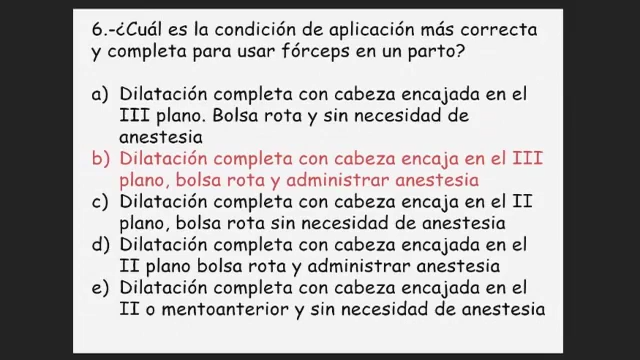 6.-¿Cuál es la condición de aplicación más correcta
y completa para usar fórceps en un parto?
a) Dilatación completa con cabeza encajada en el
III plano. Bolsa rota y sin necesidad de
anestesia
b) Dilatación completa con cabeza encaja en el III
plano, bolsa rota y administrar anestesia
c) Dilatación completa con cabeza encaja en el II
plano, bolsa rota sin necesidad de anestesia
d) Dilatación completa con cabeza encajada en el
II plano bolsa rota y administrar anestesia
e) Dilatación completa con cabeza encajada en el
II o mentoanterior y sin necesidad de anestesia